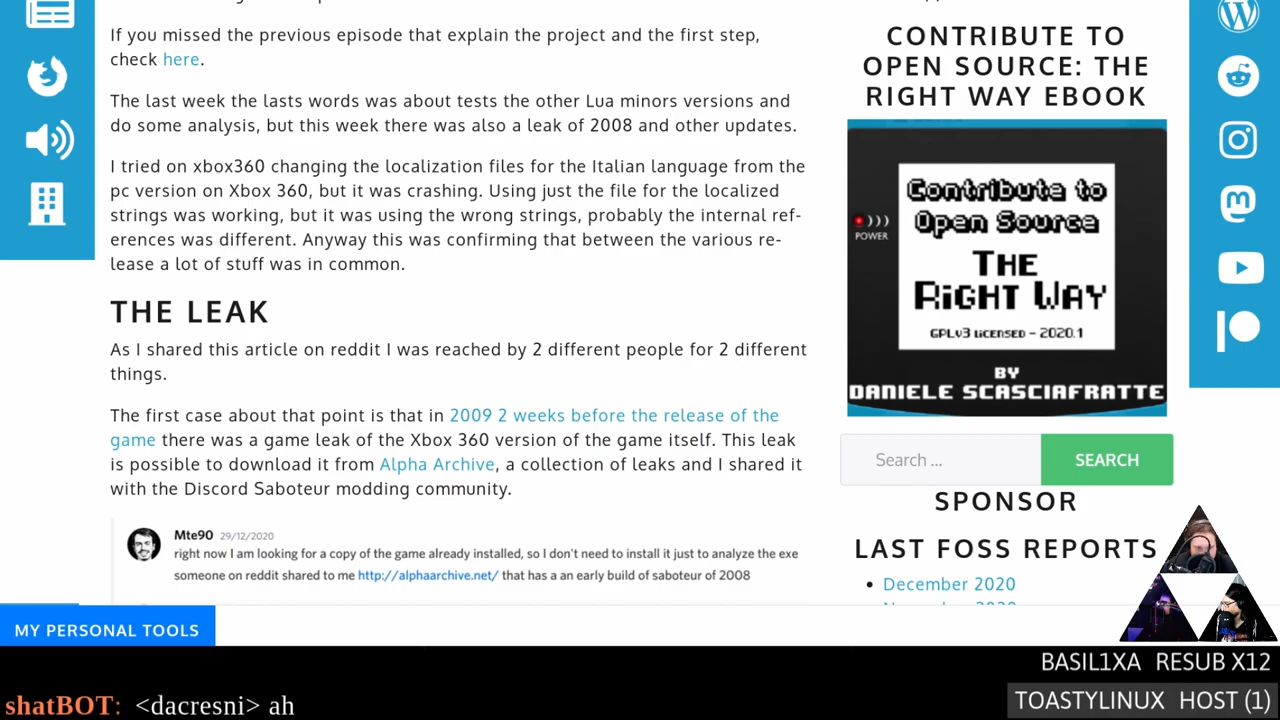 If you missed the previous episode that explain the project and the first step,
check here.
The last week the lasts words was about tests the other Lua minors versions and
do some analysis, but this week there was also a leak of 2008 and other updates.
I tried on xbox360 changing the localization files for the Italian language from the
pc version on Xbox 360, but it was crashing. Using just the file for the localized
strings was working, but it was using the wrong strings, probably the internal ref-
erences was different. Anyway this was confirming that between the various re-
lease a lot of stuff was in common.
THE LEAK
As I shared this article on reddit I was reached by 2 different people for 2 different
things.
The first case about that point is that in 2009 2 weeks before the release of the
game there was a game leak of the Xbox 360 version of the game itself. This leak
is possible to download it from Alpha Archive, a collection of leaks and I shared it
with the Discord Saboteur modding community.
Mte90 29/12/2020
right now I am looking for a copy of the game already installed, so I don't need to install it just to analyze the exe
someone on reddit shared to me http://alphaarchive.net/ that has a an early build of saboteur of 2008
CONTRIBUTE TO
OPEN SOURCE: THE
RIGHT WAY EBOOK
Contribute to
Open Source
THE
RIGHT WAY
GPLv3 LICENSED - 2020.1
POWER
BY
DANIELE SCASCIAFRATTE
Search ...
SEARCH
SPONSOR
LAST FOSS REPORTS
December 2020
MY PERSONAL TOOLS
BASIL1XA RESUB X12
TOASTYLINUX HOST (1)
shatBOT: <dacresni> ah